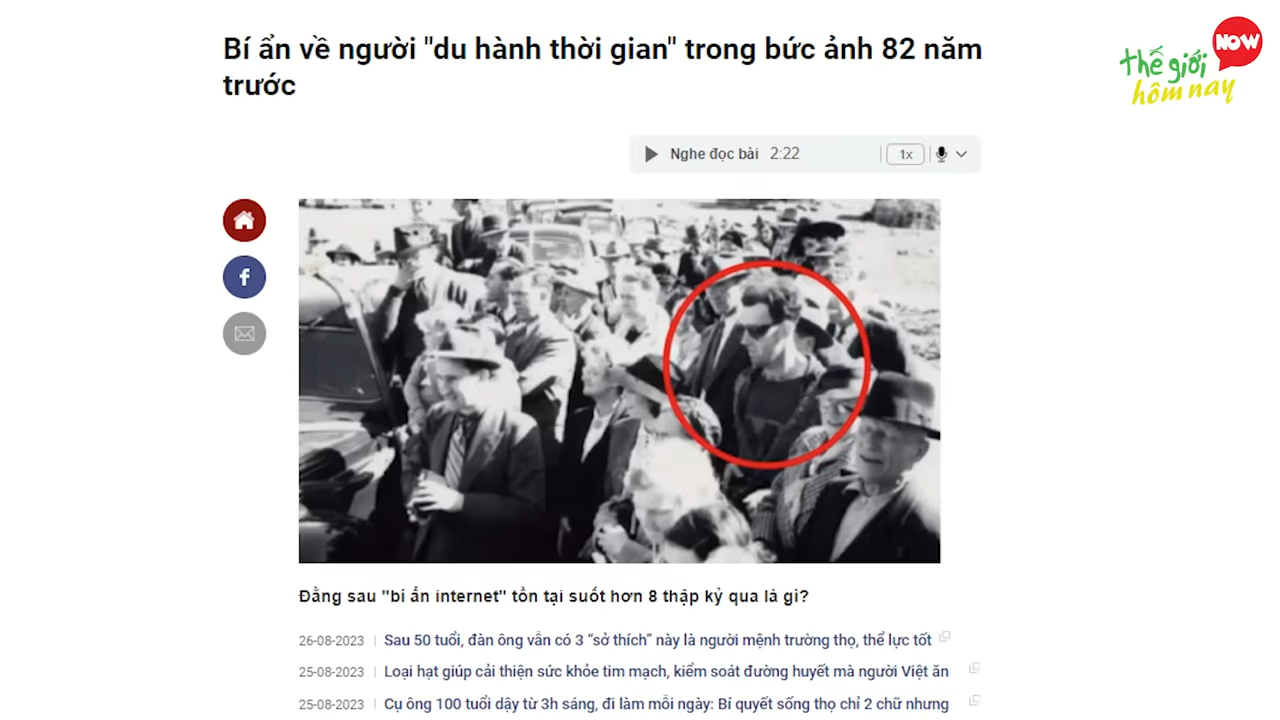 Bí ẩn về người "du hành thời gian" trong bức ảnh 82 năm
trước
NOW
thế giới
hôm nay
Nghe đọc bài 2:22
1x
f
Đằng sau "bí ẩn internet" tồn tại suốt hơn 8 thập kỷ qua là gì?
26-08-2023 Sau 50 tuổi, đàn ông vẫn có 3 “sở thích” này là người mệnh trường thọ, thể lực tốt
25-08-2023 Loại hạt giúp cải thiện sức khỏe tim mạch, kiểm soát đường huyết mà người Việt ăn
25-08-2023 Cụ ông 100 tuổi dậy từ 3h sáng, đi làm mỗi ngày: Bí quyết sống thọ chỉ 2 chữ nhưng